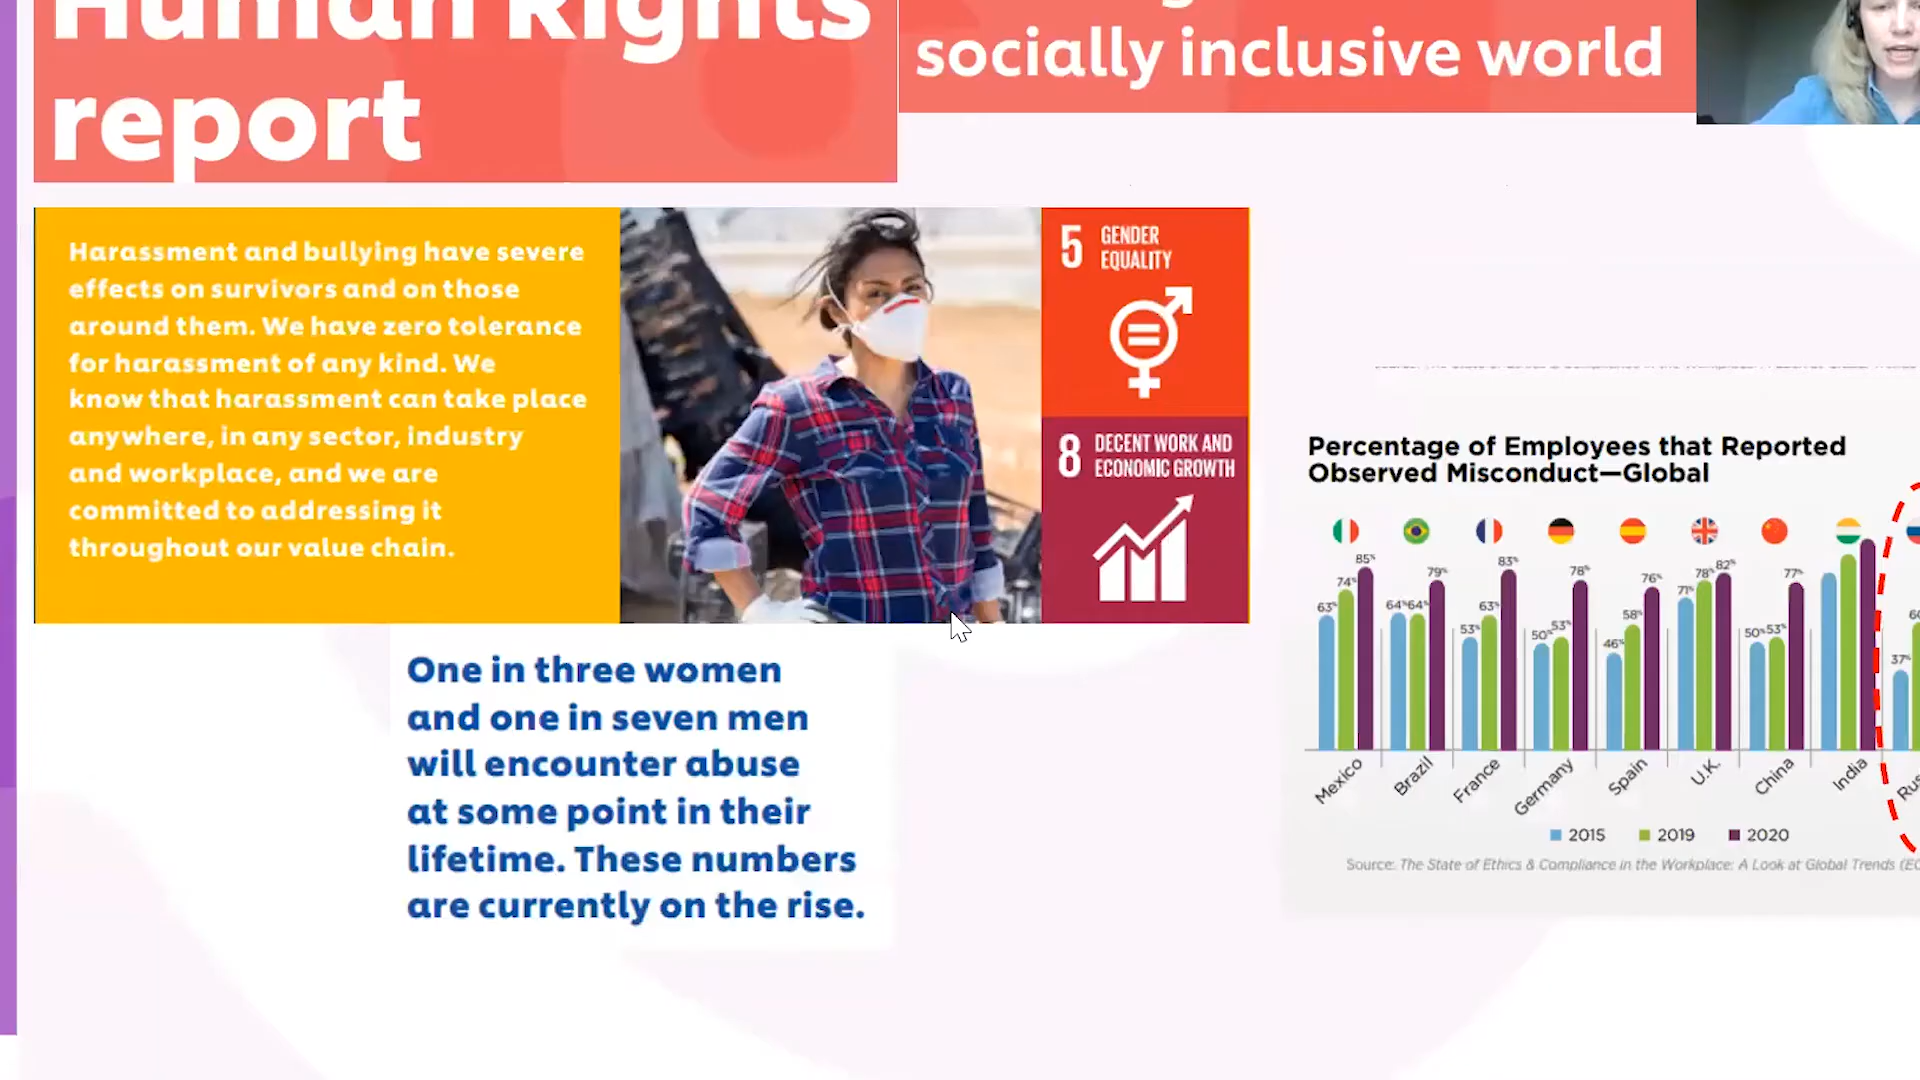 Human Rights
report
socially inclusive world
Harassment and bullying have severe
effects on survivors and on those
around them. We have zero tolerance
for harassment of any kind. We
know that harassment can take place
anywhere, in any sector, industry
and workplace, and we are
committed to addressing it
throughout our value chain.
5 GENDER
EQUALITY
8 DECENT WORK AND
ECONOMIC GROWTH
One in three women
and one in seven men
will encounter abuse
at some point in their
lifetime. These numbers
are currently on the rise.
Percentage of Employees that Reported
Observed Misconduct—Global
63% 74% 85%
64% 64% 79%
53% 63% 83%
50% 53% 78%
46% 58% 76%
71% 78% 82%
50% 53% 77%
37%
Mexico
Brazil
France
Germany
Spain
U.K.
China
India
2015 2019 2020
Source: The State of Ethics & Compliance in the Workplace: A Look at Global Trends